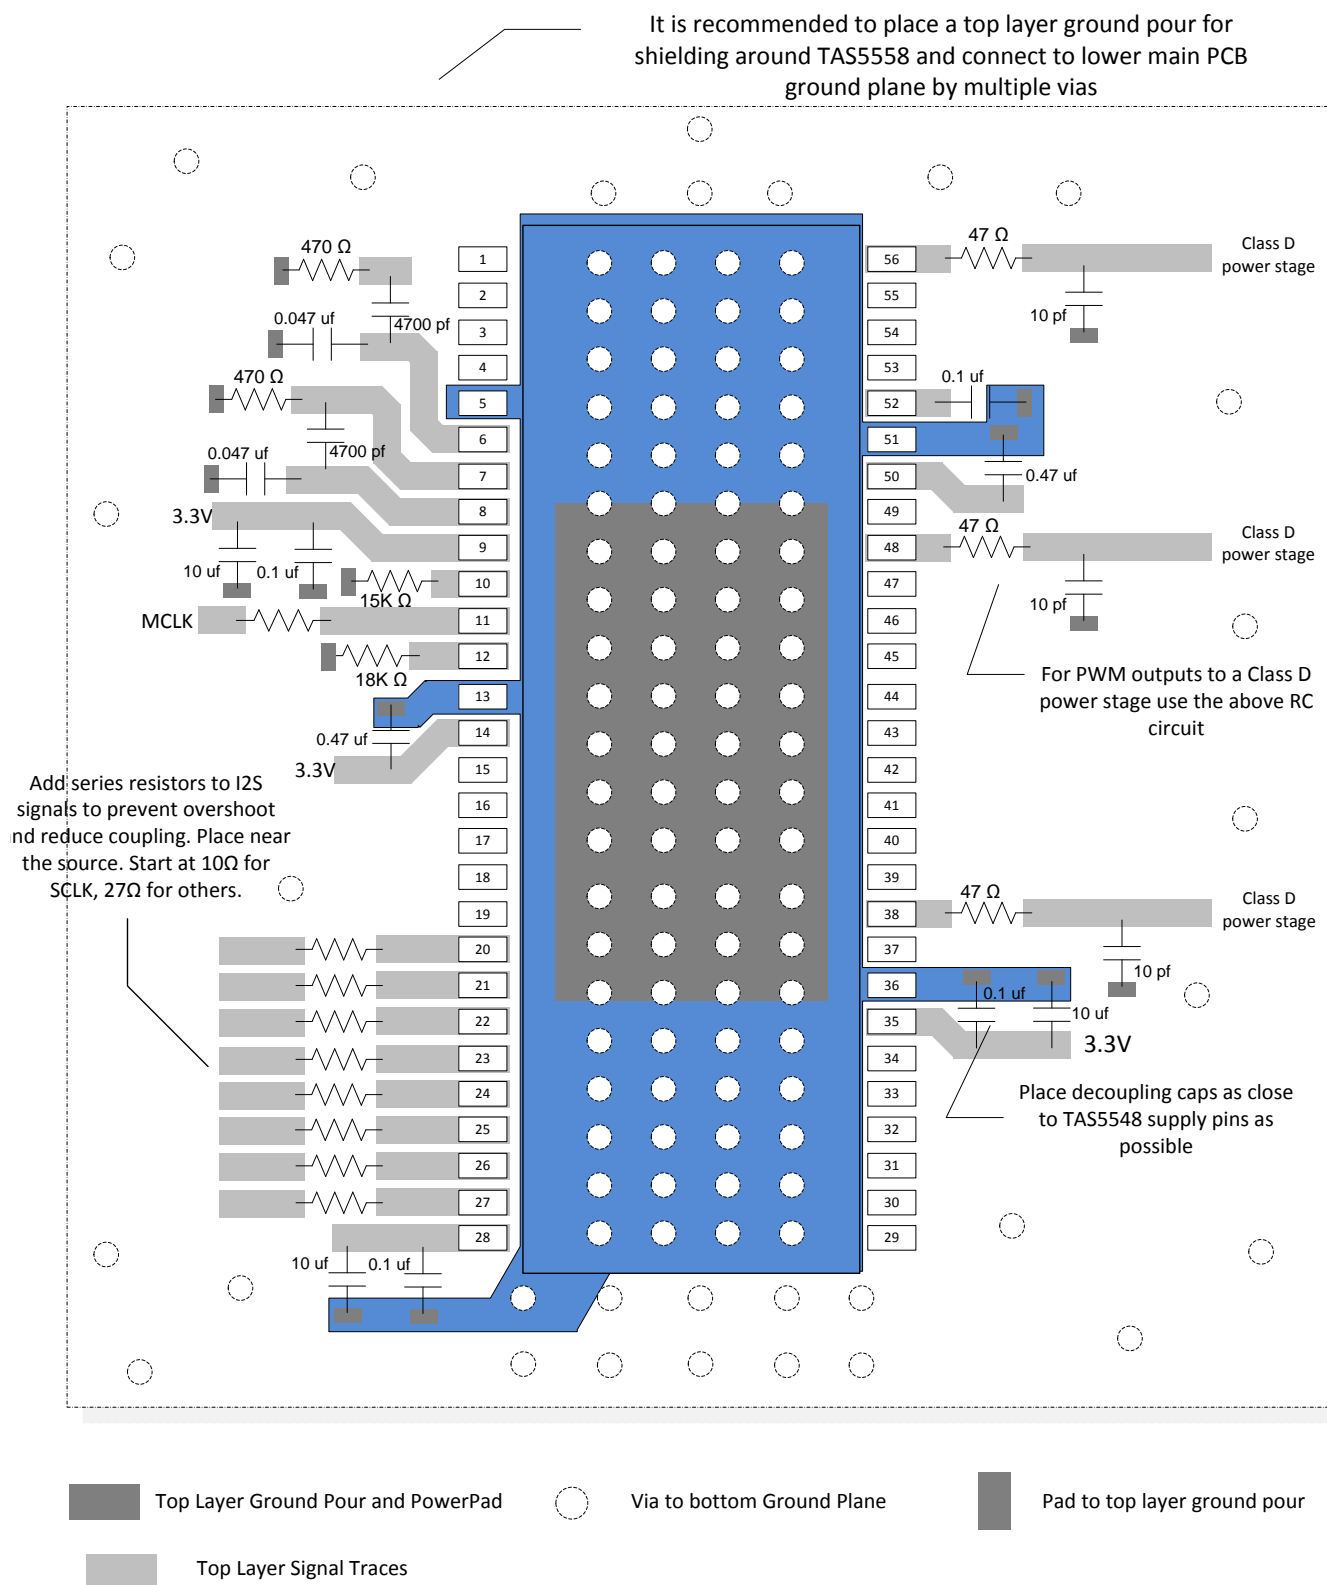 It is recommended to place a top layer ground pour for
shielding around TAS5558 and connect to lower main PCB
ground plane by multiple vias
470 Ω
4700 pf
0.047 uf
470 Ω
4700 pf
0.047 uf
3.3V
10 uf
0.1 uf
15K Ω
MCLK
18K Ω
0.47 uf
3.3V
Add series resistors to I2S
signals to prevent overshoot
and reduce coupling. Place near
the source. Start at 10Ω for
SCLK, 27Ω for others.
10 uf
0.1 uf
1
2
3
4
5
6
7
8
9
10
11
12
13
14
15
16
17
18
19
20
21
22
23
24
25
26
27
28
56
55
54
53
52
51
50
49
48
47
46
45
44
43
42
41
40
39
38
37
36
35
34
33
32
31
30
29
47 Ω
10 pf
Class D
power stage
0.1 uf
0.47 uf
47 Ω
10 pf
Class D
power stage
For PWM outputs to a Class D
power stage use the above RC
circuit
47 Ω
10 pf
Class D
power stage
0.1 uf
10 uf
3.3V
Place decoupling caps as close
to TAS5548 supply pins as
possible
Top Layer Ground Pour and PowerPad
Via to bottom Ground Plane
Pad to top layer ground pour
Top Layer Signal Traces